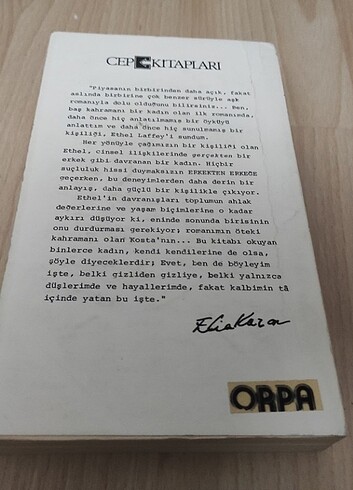 CEP KİTAPLARI
"Piyasanın birbirinden daha açık, fakat
aslında birbirine çok benzer sürüyle aşk
romanıyla dolu olduğunu bilirsiniz... Ben,
baş kahramanı bir kadın olan ilk romanımda,
daha önce hiç anlatılmamış bir öyküyü
anlattım ve daha önce hiç sunulmamış bir
kişiliği, Ethel Laffey'i sundum.
Her yönüyle çağımızın bir kişiliği olan
Ethel, cinsel ilişkilerinde gerçekten bir
erkek gibi davranan bir kadın. Hiçbir
suçluluk hissi duymaksızın ERKEKTEN ERKEĞE
geçerken, bu deneyimlerden daha derin bir
anlayış, daha güçlü bir kişilikle çıkıyor.
Ethel'in davranışları toplumun ahlak
değerlerine ve yaşam biçimlerine o kadar
aykırı düşüyor ki, eninde sonunda birisinin
onu durdurması gerekiyor; romanımın öteki
kahramanı olan Kosta'nın... Bu kitabı okuyan
binlerce kadın, kendi kendilerine de olsa,
şöyle diyeceklerdir; Evet, ben de böyleyim
işte, belki gizliden gizliye, belki yalnızca
düşlerimde ve hayallerimde, fakat kalbimin tâ
içinde yatan bu işte."
Elia Kazan
ORPA